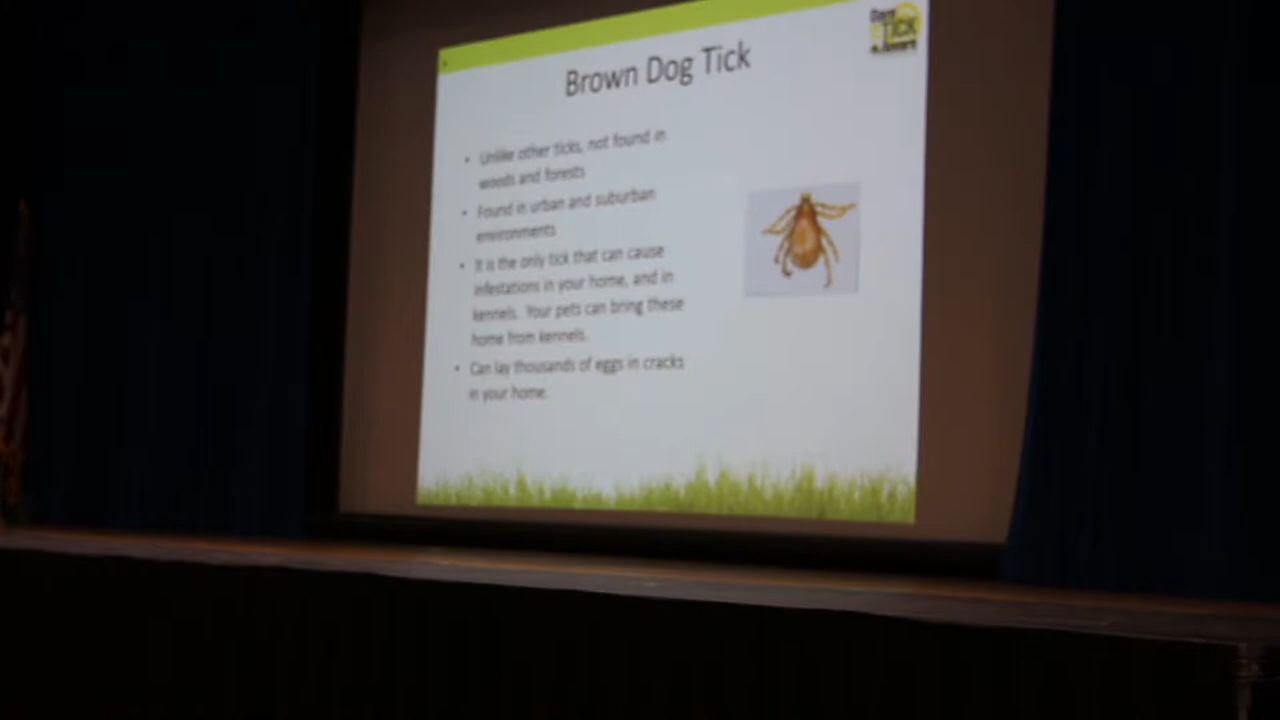 Brown Dog Tick
• Unlike other ticks, not found in
woods and forests
• Found in urban and suburban
environments
• It is the only tick that can cause
infestations in your home, and in
kennels. Your pets can bring these
home from kennels.
• Can lay thousands of eggs in cracks
in your home.
Tick
Aware